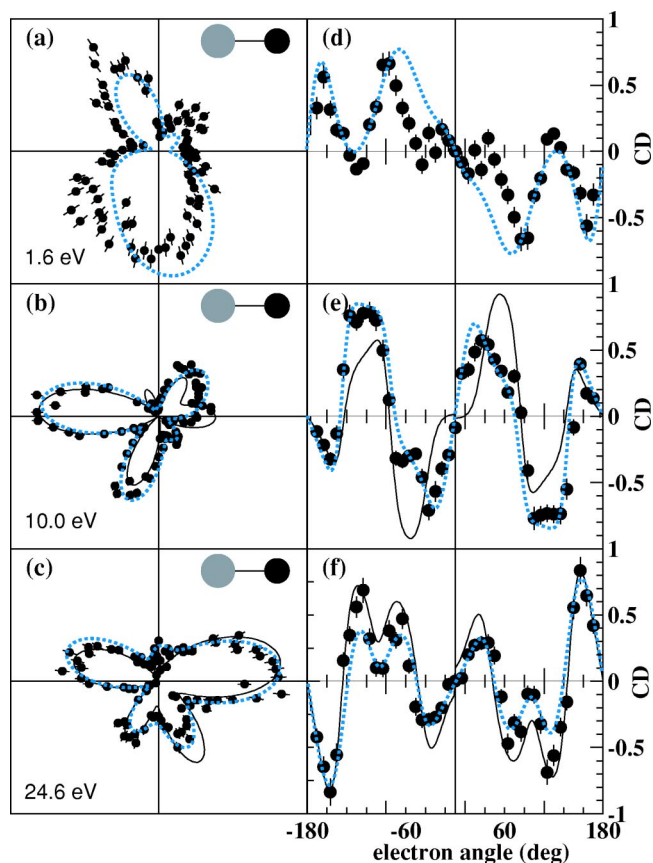 (a)
1.6 eV
(d)
1
0.5
0
-0.5
CD
(b)
10.0 eV
(e)
1
0.5
0
-0.5
CD
(c)
24.6 eV
(f)
1
0.5
0
-0.5
-1
CD
-180 -60 60 180
electron angle (deg)